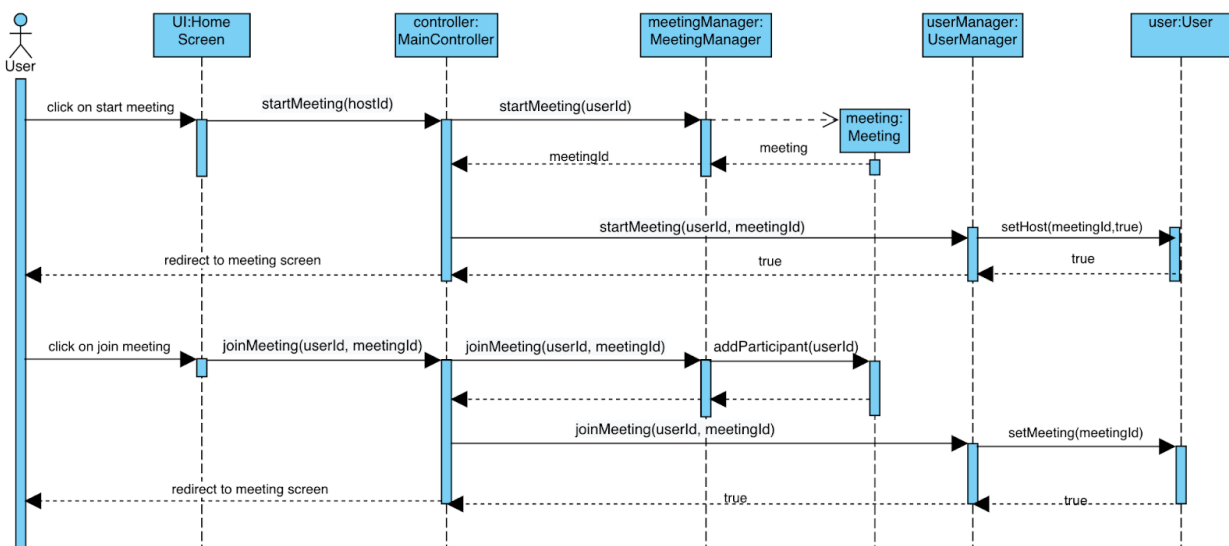 UI:Home
Screen
controller:
MainController
meetingManager:
MeetingManager
userManager:
UserManager
user:User
User
click on start meeting
startMeeting(hostId)
startMeeting(userId)
meeting:
Meeting
meetingId
meeting
startMeeting(userId, meetingId)
setHost(meetingId,true)
redirect to meeting screen
true
true
click on join meeting
joinMeeting(userId, meetingId)
joinMeeting(userId, meetingId)
addParticipant(userId)
joinMeeting(userId, meetingId)
setMeeting(meetingId)
redirect to meeting screen
true
true